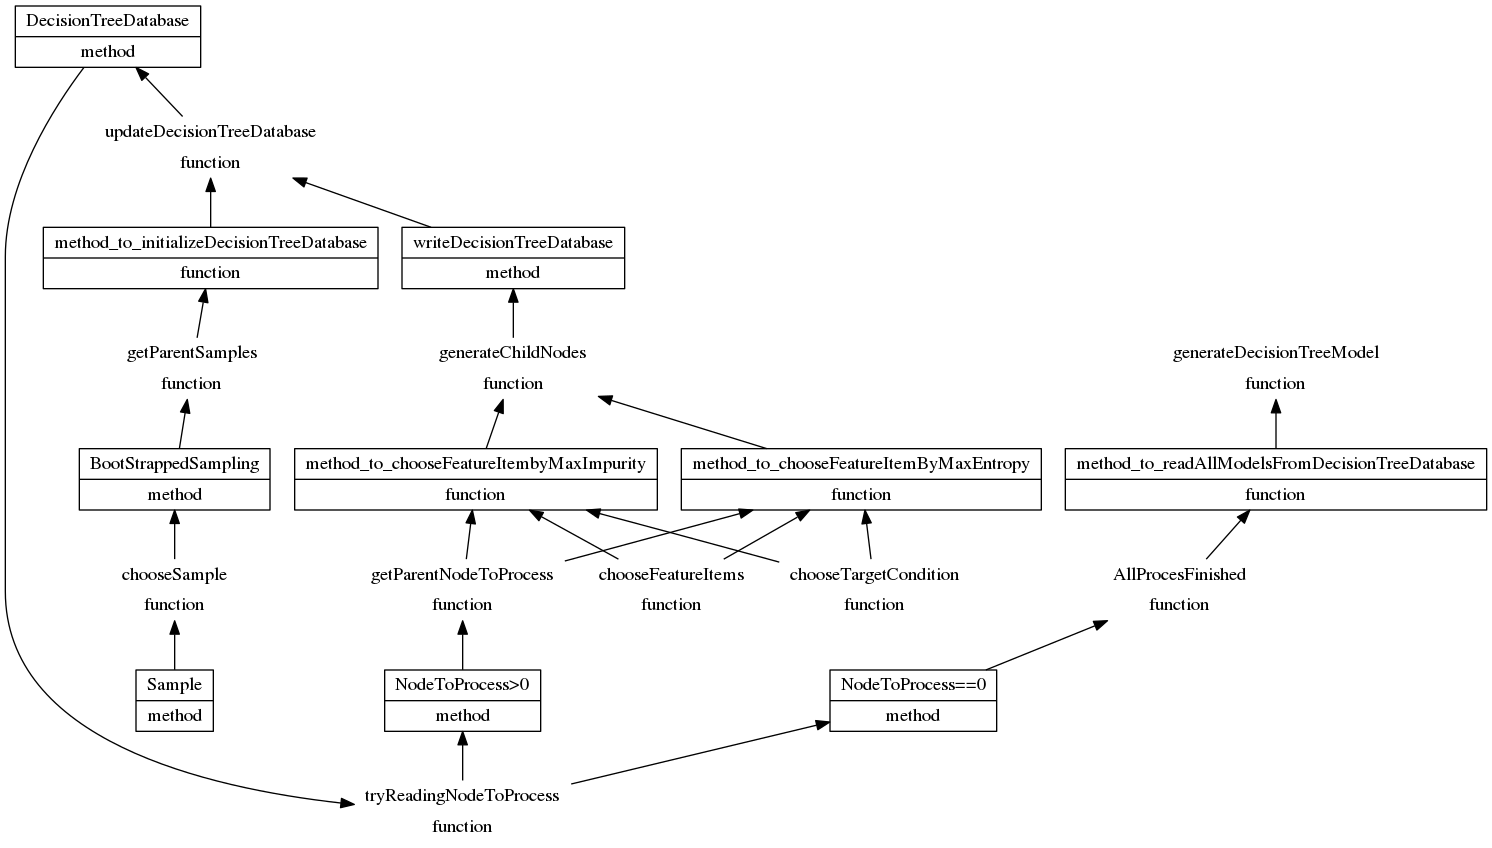 DecisionTreeDatabase
method
updateDecisionTreeDatabase
function
method_to_initializeDecisionTreeDatabase
function
writeDecisionTreeDatabase
method
getParentSamples
function
generateChildNodes
function
generateDecisionTreeModel
function
BootStrappedSampling
method
method_to_chooseFeatureItembyMaxImpurity
function
method_to_chooseFeatureItemByMaxEntropy
function
method_to_readAllModelsFromDecisionTreeDatabase
function
chooseSample
function
getParentNodeToProcess
function
chooseFeatureItems
function
chooseTargetCondition
function
AllProcesFinished
function
Sample
method
NodeToProcess>0
method
NodeToProcess==0
method
tryReadingNodeToProcess
function